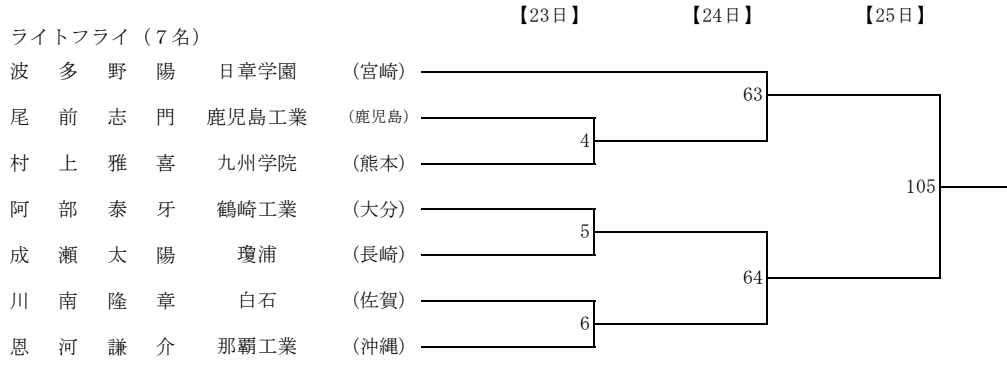 【23日】 【24日】 【25日】
ライトフライ（７名）
波多野陽 日章学園 (宮崎)
63
尾前志門 鹿児島工業 (鹿児島)
4
村上雅喜 九州学院 (熊本)
105
阿部泰牙 鶴崎工業 (大分)
5
成瀬太陽 瓊浦 (長崎)
64
川南隆章 白石 (佐賀)
6
恩河謙介 那覇工業 (沖縄)